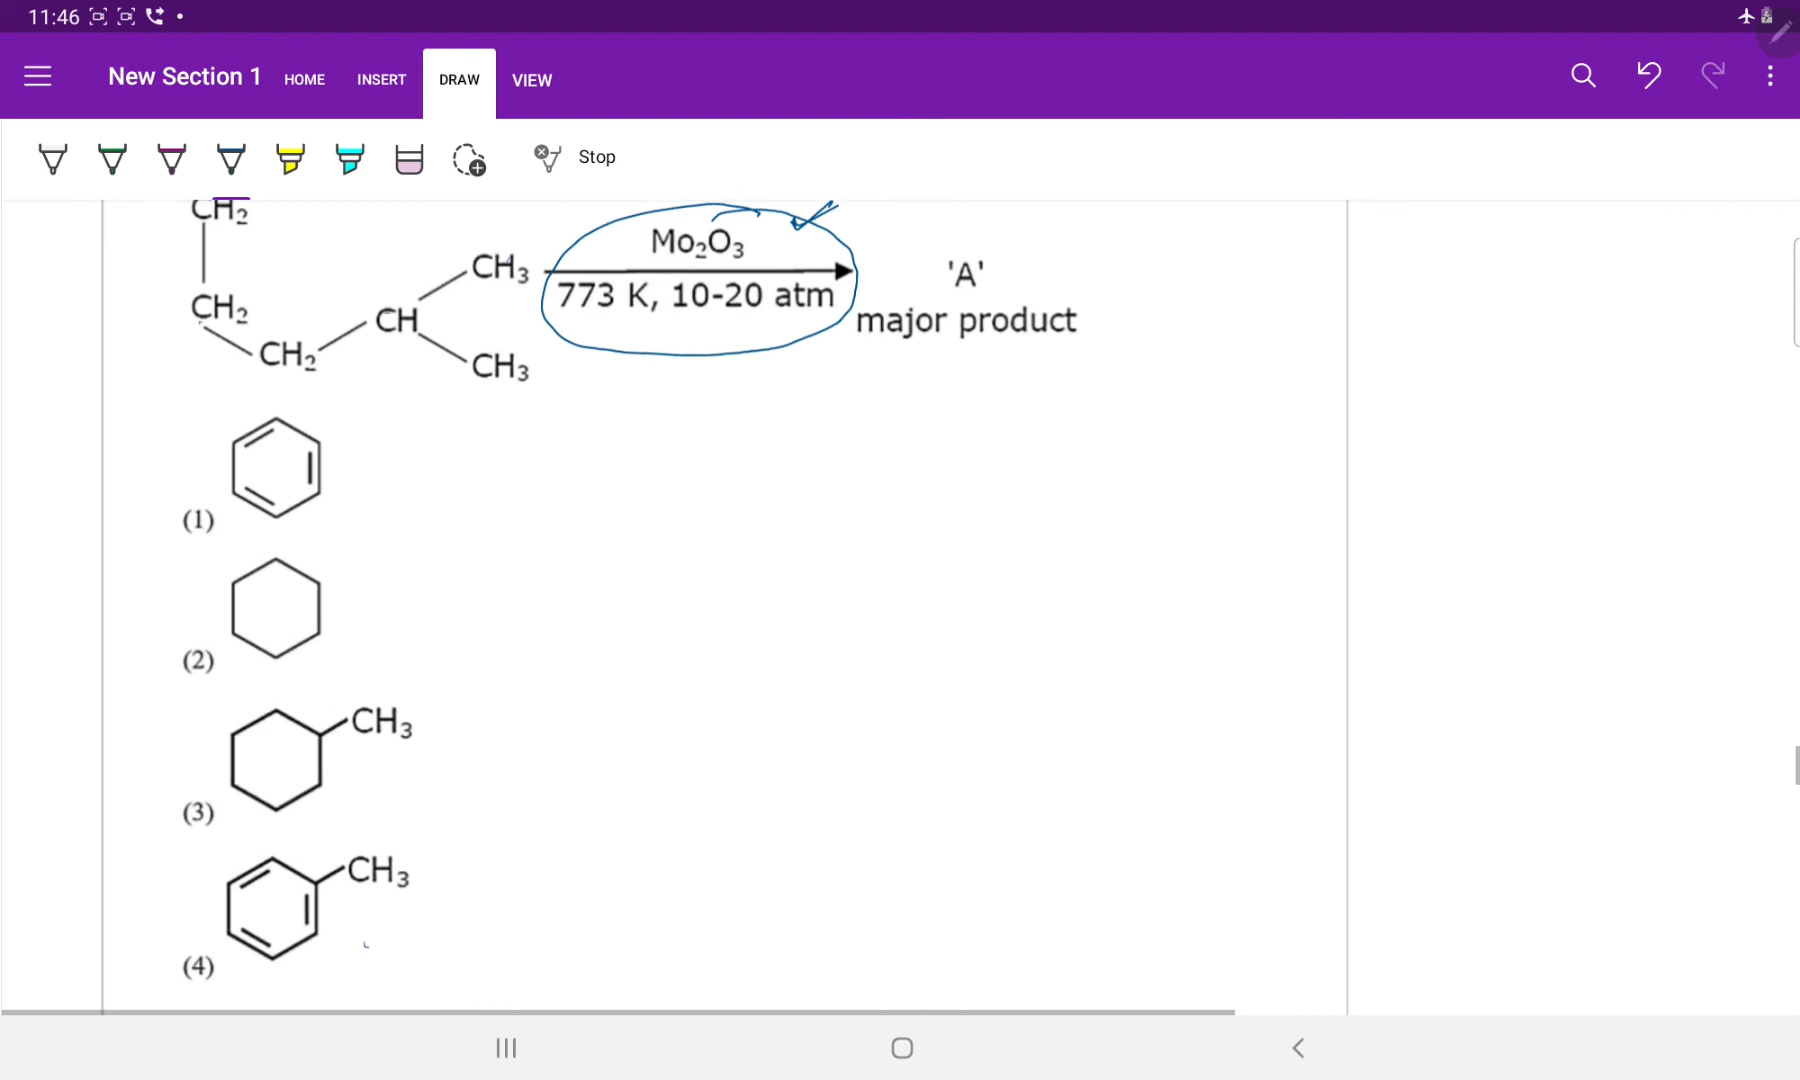 11:46
New Section 1 HOME INSERT DRAW VIEW
Stop
CH₂
Mo₂O₃
CH₃
'A'
773 K, 10-20 atm
CH₂
CH
major product
CH₂
CH₃
(1)
(2)
CH₃
(3)
CH₃
(4)